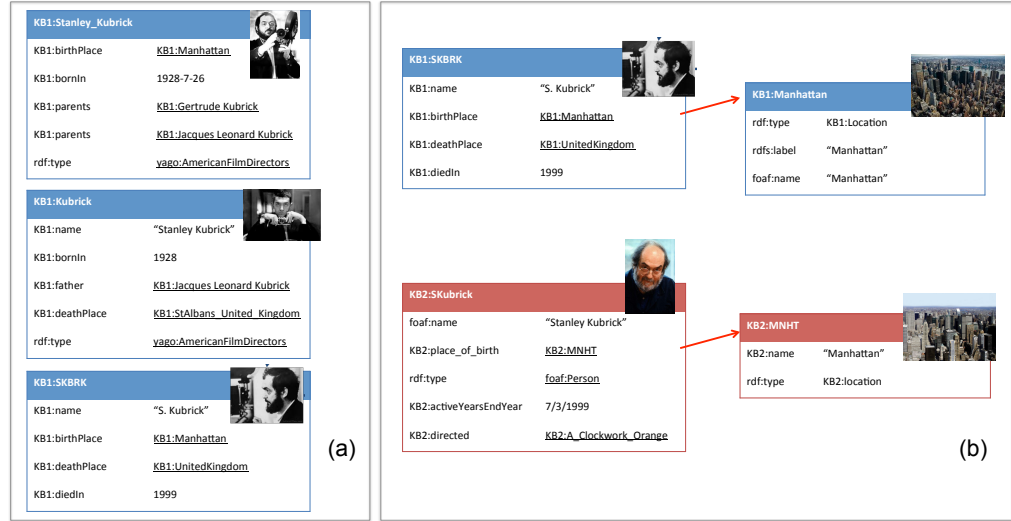 KB1:Stanley_Kubrick
KB1:birthPlace KB1:Manhattan
KB1:bornIn 1928-7-26
KB1:parents KB1:Gertrude Kubrick
KB1:parents KB1:Jacques Leonard Kubrick
rdf:type yago:AmericanFilmDirectors
KB1:Kubrick
KB1:name "Stanley Kubrick"
KB1:bornIn 1928
KB1:father KB1:Jacques Leonard Kubrick
KB1:deathPlace KB1:StAlbans_United_Kingdom
rdf:type yago:AmericanFilmDirectors
KB1:SKBRK
KB1:name "S. Kubrick"
KB1:birthPlace KB1:Manhattan
KB1:deathPlace KB1:UnitedKingdom
KB1:diedIn 1999
(a)
KB1:SKBRK
KB1:name "S. Kubrick"
KB1:birthPlace KB1:Manhattan
KB1:deathPlace KB1:UnitedKingdom
KB1:diedIn 1999
KB1:Manhattan
rdf:type KB1:Location
rdfs:label "Manhattan"
foaf:name "Manhattan"
KB2:SKubrick
foaf:name "Stanley Kubrick"
KB2:place_of_birth KB2:MNHT
rdf:type foaf:Person
KB2:activeYearsEndYear 7/3/1999
KB2:directed KB2:A_Clockwork_Orange
KB2:MNHT
KB2:name "Manhattan"
rdf:type KB2:location
(b)